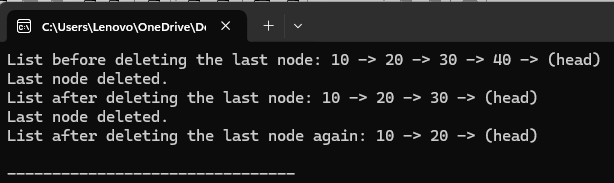 C:\Users\Lenovo\OneDrive\De
List before deleting the last node: 10 -> 20 -> 30 -> 40 -> (head)
Last node deleted.
List after deleting the last node: 10 -> 20 -> 30 -> (head)
Last node deleted.
List after deleting the last node again: 10 -> 20 -> (head)
--------------------------------